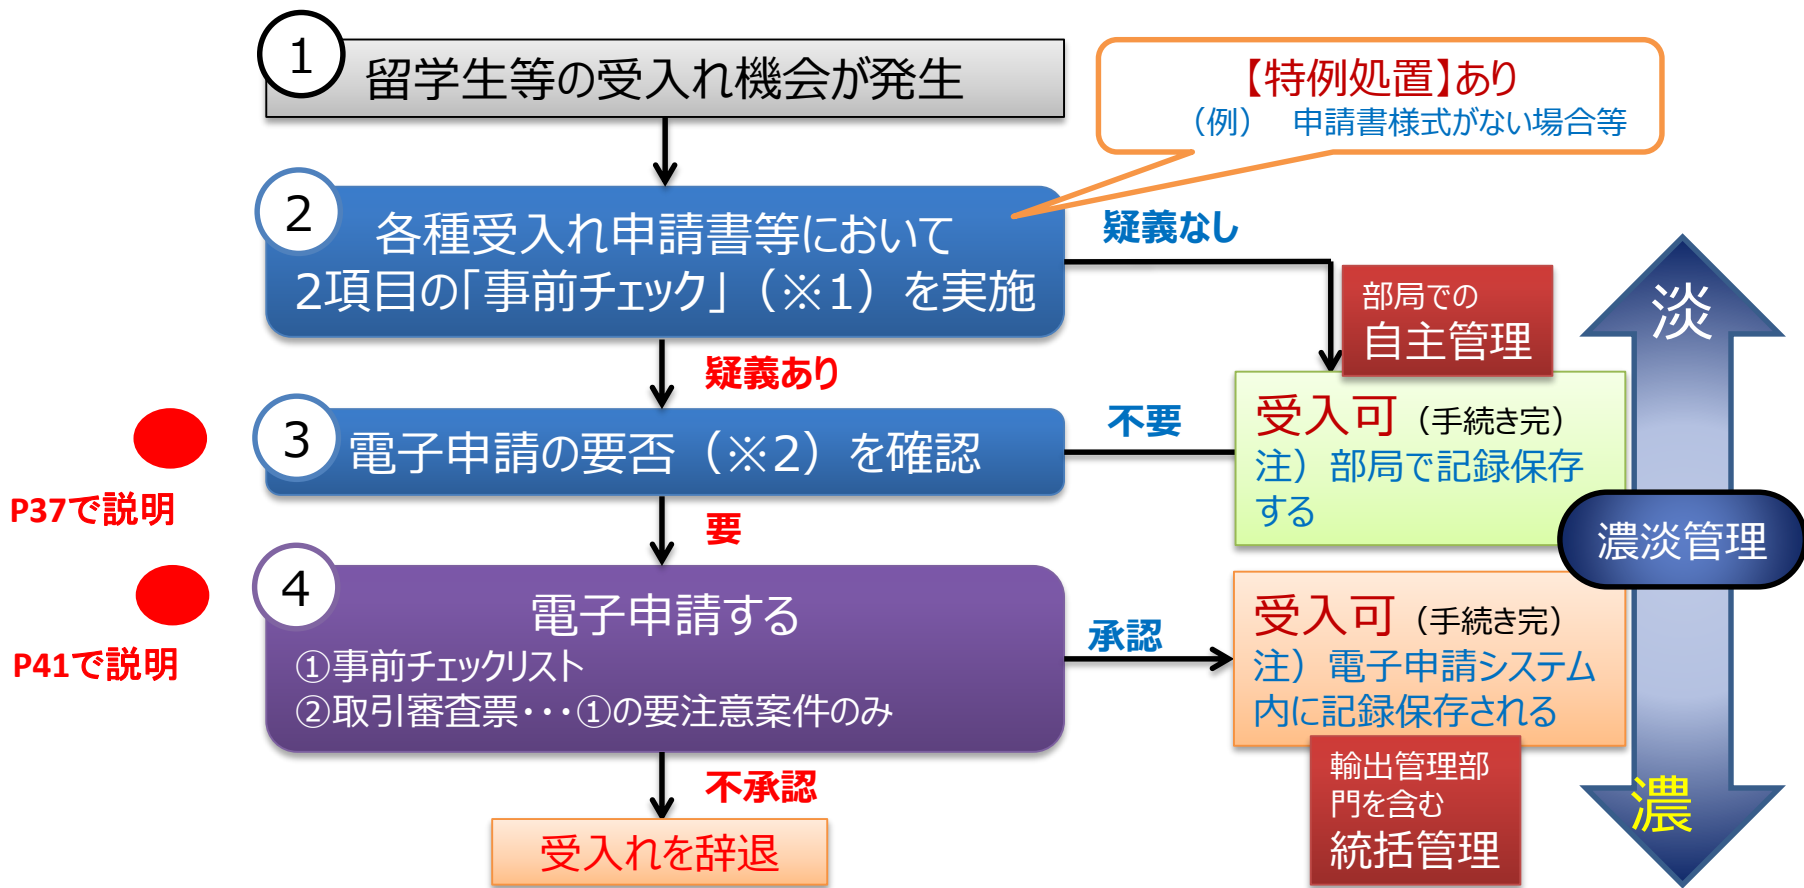 1
留学生等の受入れ機会が発生
【特例処置】あり
（例）　申請書様式がない場合等
2
各種受入れ申請書等において
2項目の「事前チェック」（※1）を実施
疑義なし
部局での
自主管理
淡
疑義あり
3
電子申請の要否（※2）を確認
不要
受入可（手続き完）
注）部局で記録保存
する
P37で説明
要
濃淡管理
4
電子申請する
①事前チェックリスト
②取引審査票・・・①の要注意案件のみ
承認
受入可（手続き完）
注）電子申請システム
内に記録保存される
P41で説明
不承認
輸出管理部
門を含む
統括管理
濃
受入れを辞退